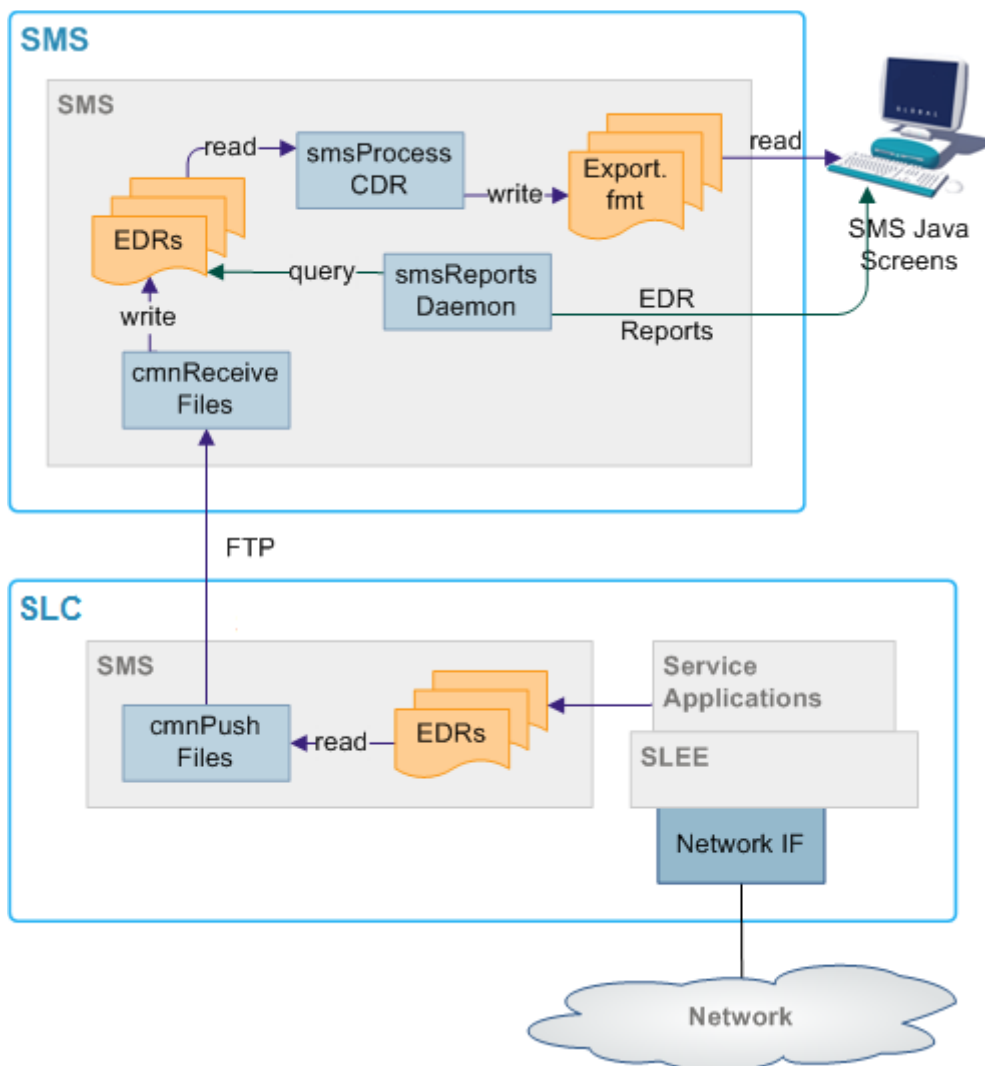 SMS
SMS
read
smsProcess
CDR
write
Export.
fmt
read
GLOBAL
EDRs
query
smsReports
Daemon
SMS Java
Screens
EDR
Reports
write
cmnReceive
Files
FTP
SLC
SMS
cmnPush
Files
read
EDRs
Service
Applications
SLEE
Network IF
Network